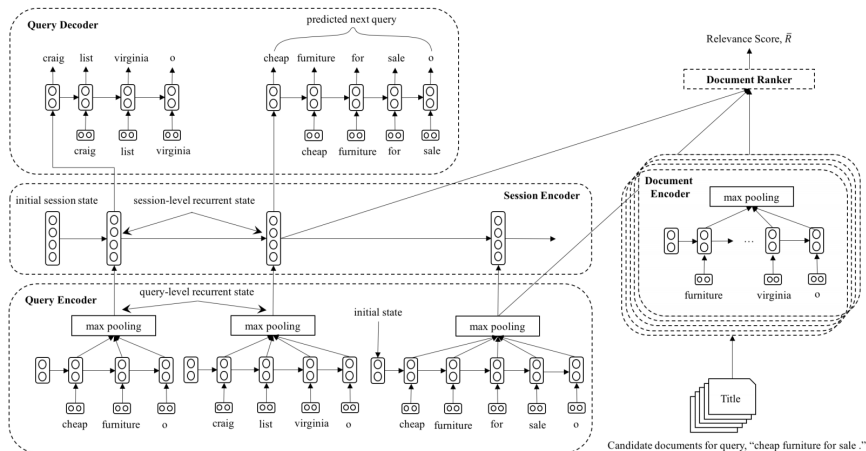 Query Decoder
predicted next query
craig list virginia o
cheap furniture for sale o
craig list virginia
cheap furniture for sale
Relevance Score, R̄
Document Ranker
Session Encoder
initial session state
session-level recurrent state
Document
Encoder
max pooling
...
furniture virginia o
Query Encoder
query-level recurrent state
initial state
max pooling max pooling max pooling
cheap furniture o
craig list virginia o
cheap furniture for sale o
Title
Candidate documents for query, “cheap furniture for sale .”